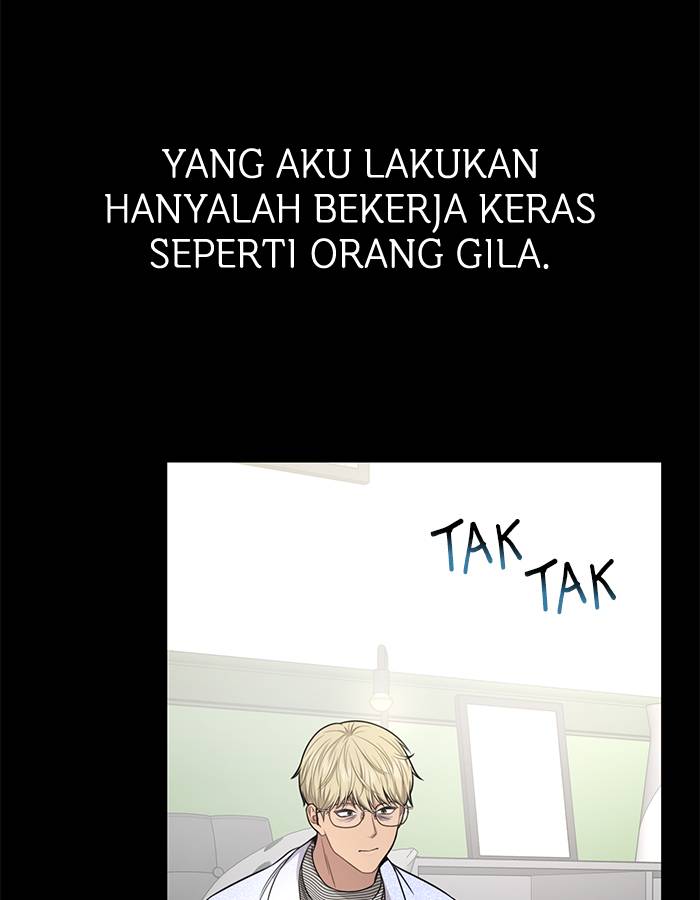 YANG AKU LAKUKAN
HANYALAH BEKERJA KERAS
SEPERTI ORANG GILA.
TAK
TAK